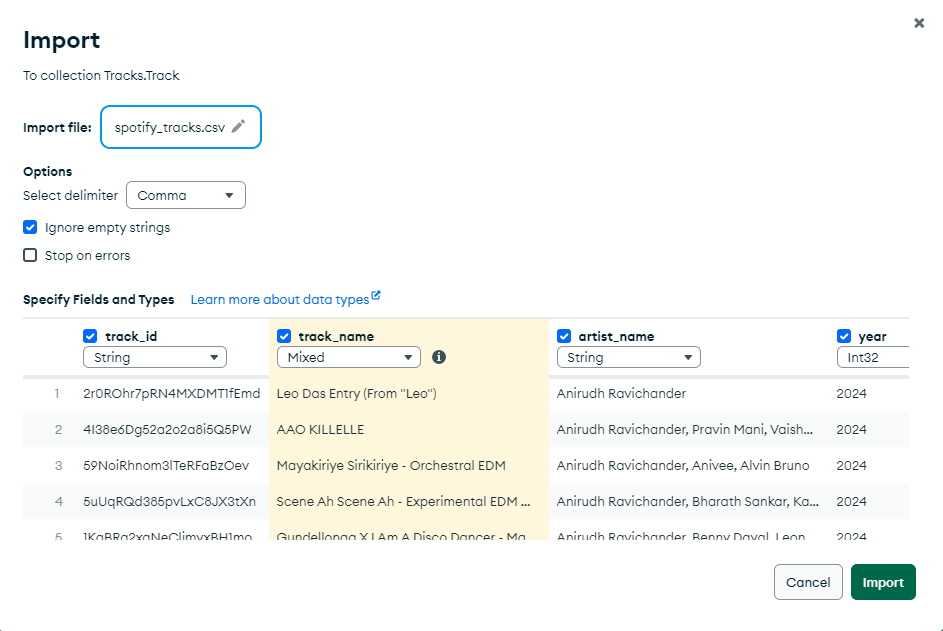 Import
To collection Tracks.Track
Import file: spotify_tracks.csv
Options
Select delimiter Comma
Ignore empty strings
Stop on errors
Specify Fields and Types Learn more about data types
track_id track_name artist_name year
String Mixed String Int32
1 2r0ROhr7pRN4MXDMT1fEmd Leo Das Entry (From "Leo") Anirudh Ravichander 2024
2 4I38e6Dg52a2o2a8i5Q5PW AAO KILLELLE Anirudh Ravichander, Pravin Mani, Vaish... 2024
3 59NoiRhnom3lTeRFaBzOev Mayakiriye Sirikiriye - Orchestral EDM Anirudh Ravichander, Anivee, Alvin Bruno 2024
4 5uUqRQd385pvLxC8JX3tXn Scene Ah Scene Ah - Experimental EDM ... Anirudh Ravichander, Bharath Sankar, Ka... 2024
5 1KaBRg2xgNeCljmyxBH1mo Gundellonga X I Am A Disco Dancer - Ma... Anirudh Ravichander, Benny Dayal, Leon 2024
Cancel Import